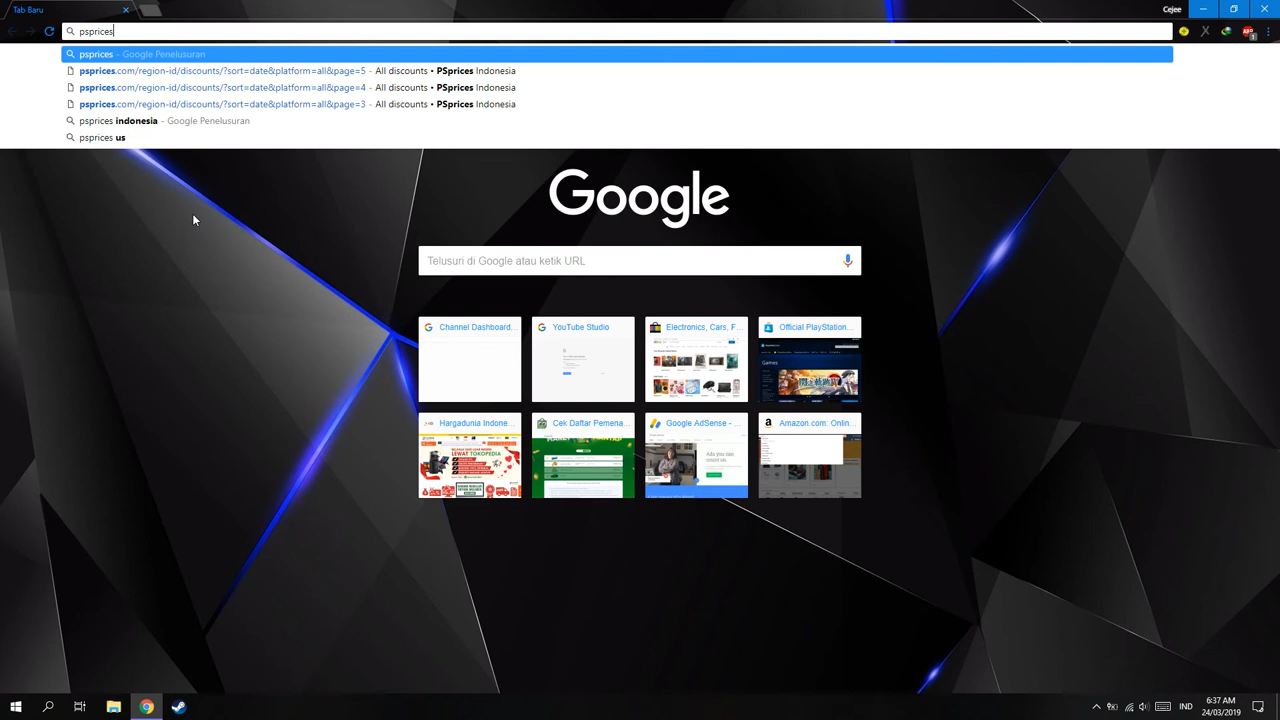 Tab Baru
Cejee
psprices
psprices – Google Penelusuran
psprices.com/region-id/discounts/?sort=date&platform=all&page=5 - All discounts • PSprices Indonesia
psprices.com/region-id/discounts/?sort=date&platform=all&page=4 - All discounts • PSprices Indonesia
psprices.com/region-id/discounts/?sort=date&platform=all&page=3 - All discounts • PSprices Indonesia
psprices indonesia – Google Penelusuran
psprices us
Google
Telusuri di Google atau ketik URL
Channel Dashboard...
YouTube Studio
Electronics, Cars, F...
Official PlayStation...
Games
Hargadunia Indone...
Cek Daftar Pemena...
Google AdSense - ...
Amazon.com: Onlin...
LEWAT TOKOPEDIA
IND
6:37 AM
24/03/2019